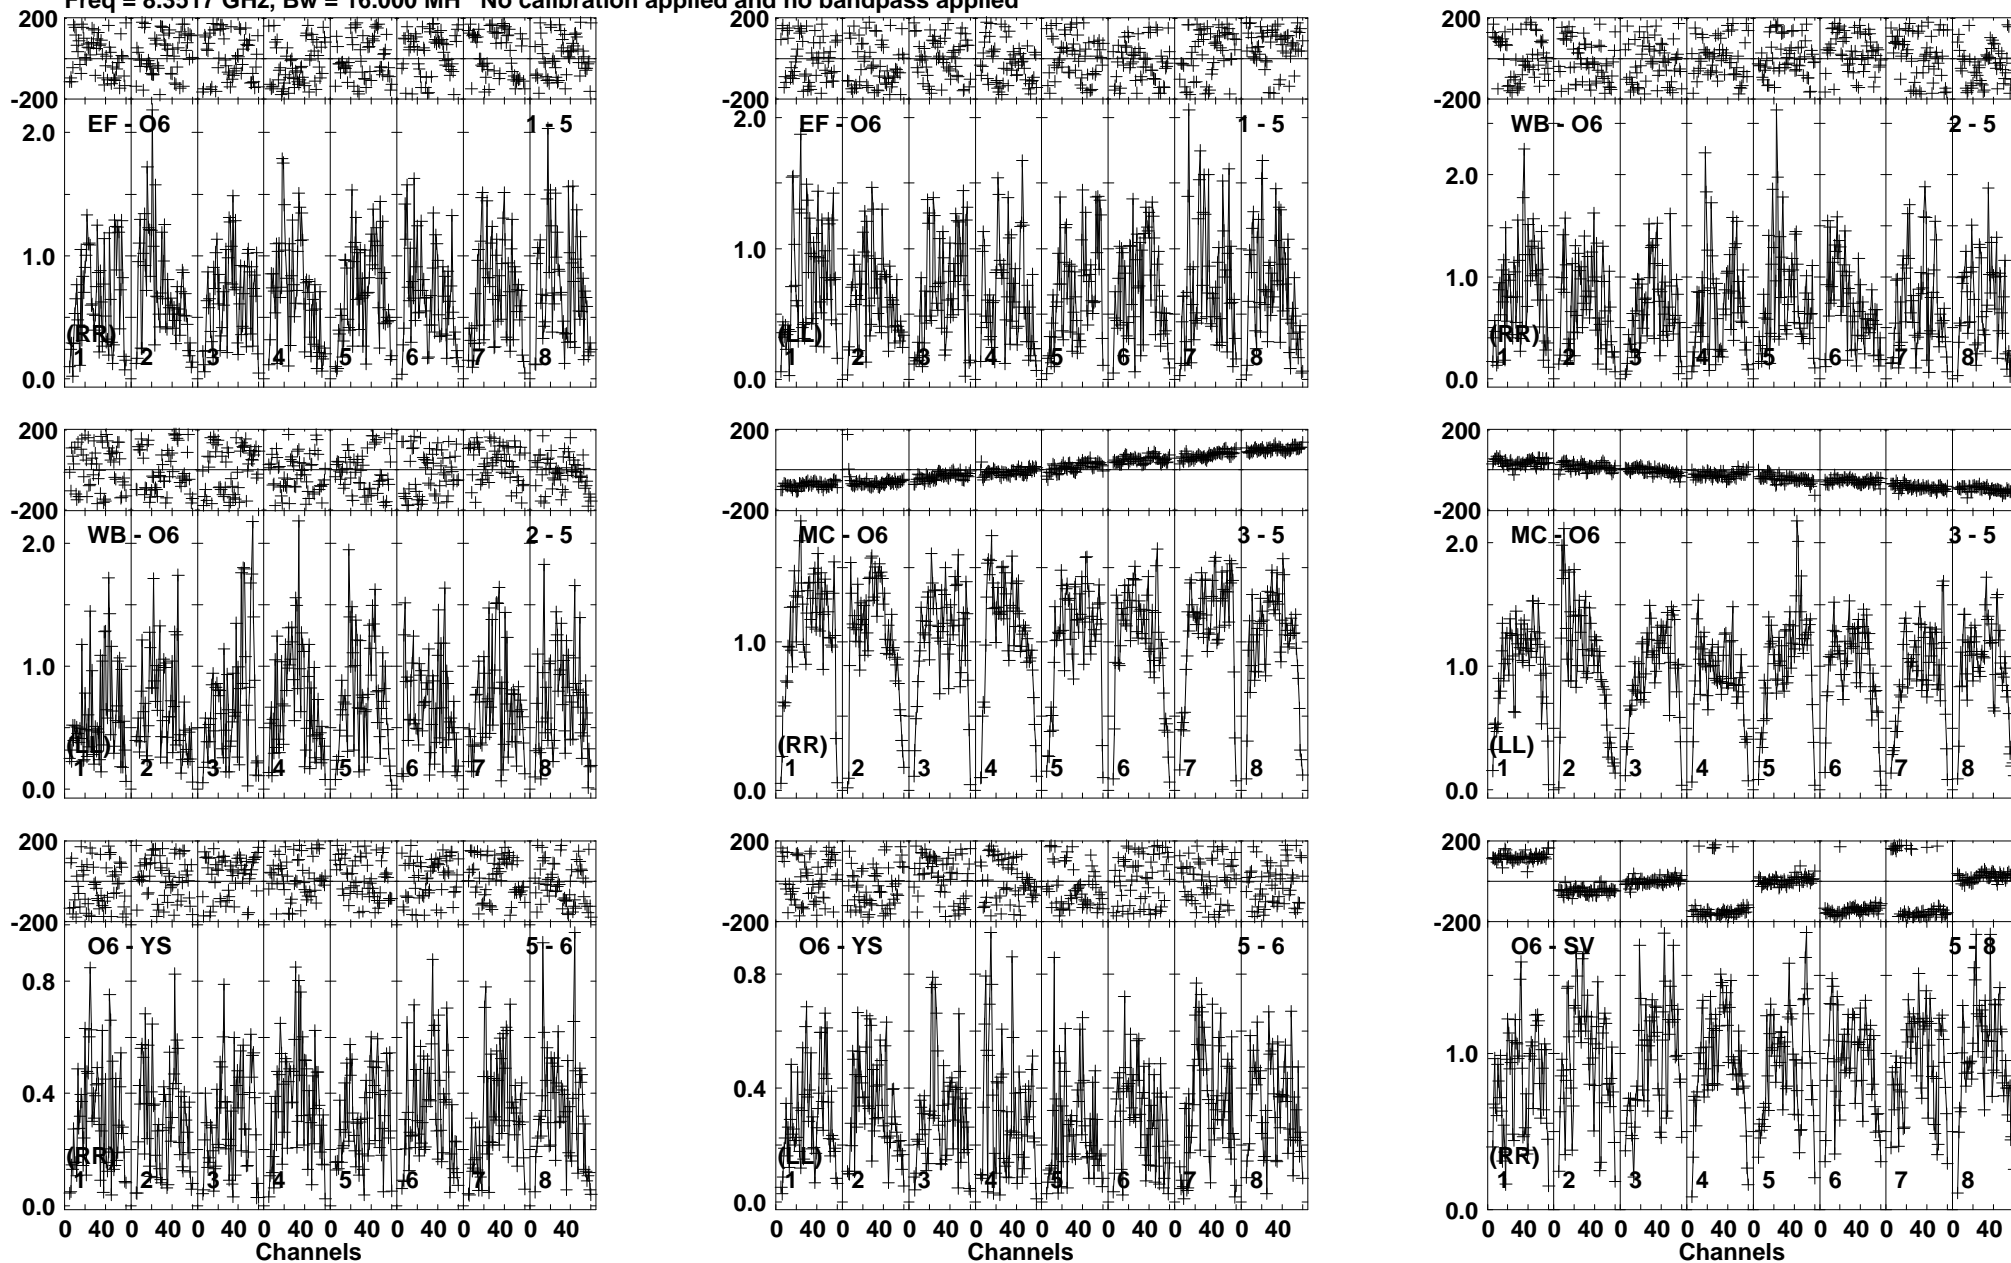 Freq = 8.3517 GHz, Bw = 16.000 MH No calibration applied and no bandpass applied
200 200 200
-200 -200 -200
EF - O6 1 - 5 EF - O6 1 - 5 WB - O6 2 - 5
2.0 2.0 2.0
1.0 1.0 1.0
(RR) (LL) (RR)
1 2 3 4 5 6 7 8 1 2 3 4 5 6 7 8 1 2 3 4 5 6 7 8
0.0 0.0 0.0
200 200 200
-200 -200 -200
WB - O6 2 - 5 MC - O6 3 - 5 MC - O6 3 - 5
2.0 2.0
1.0 1.0 1.0
(LL) (RR) (LL)
1 2 3 4 5 6 7 8 1 2 3 4 5 6 7 8 1 2 3 4 5 6 7 8
0.0 0.0 0.0
200 200 200
-200 -200 -200
O6 - YS 5 - 6 O6 - YS 5 - 6 O6 - SV 5 - 8
0.8 0.8
0.4 0.4 1.0
(RR) (LL) (RR)
1 2 3 4 5 6 7 8 1 2 3 4 5 6 7 8 1 2 3 4 5 6 7 8
0.0 0.0 0.0
0 40 0 40 0 40 0 40 0 40 0 40 0 40 0 40 0 40 0 40 0 40 0 40 0 40 0 40 0 40 0 40 0 40 0 40 0 40 0 40 0 40 0 40 0 40 0 40
Channels Channels